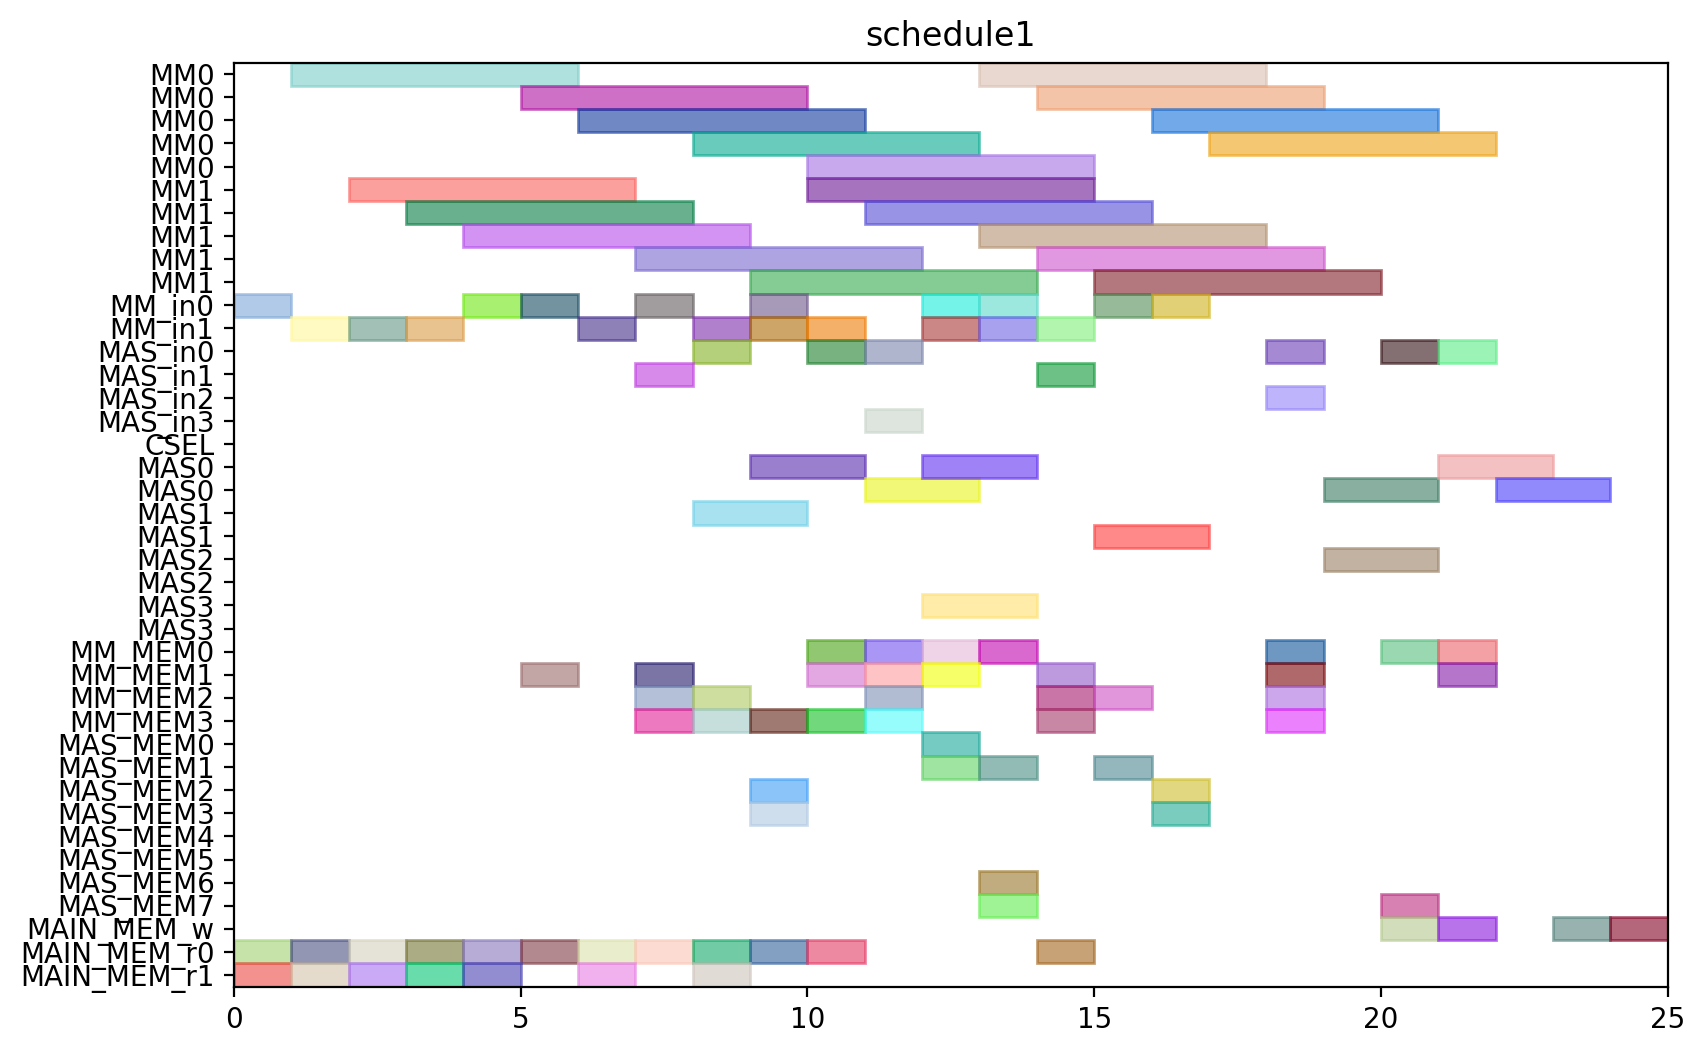 schedule1
MM0
MM0
MM0
MM0
MM0
MM1
MM1
MM1
MM1
MM1
MM_in0
MM_in1
MAS_in0
MAS_in1
MAS_in2
MAS_in3
CSEL
MAS0
MAS0
MAS1
MAS1
MAS2
MAS2
MAS3
MAS3
MM_MEM0
MM_MEM1
MM_MEM2
MM_MEM3
MAS_MEM0
MAS_MEM1
MAS_MEM2
MAS_MEM3
MAS_MEM4
MAS_MEM5
MAS_MEM6
MAS_MEM7
MAIN_MEM_w
MAIN_MEM_r0
MAIN_MEM_r1
0 5 10 15 20 25